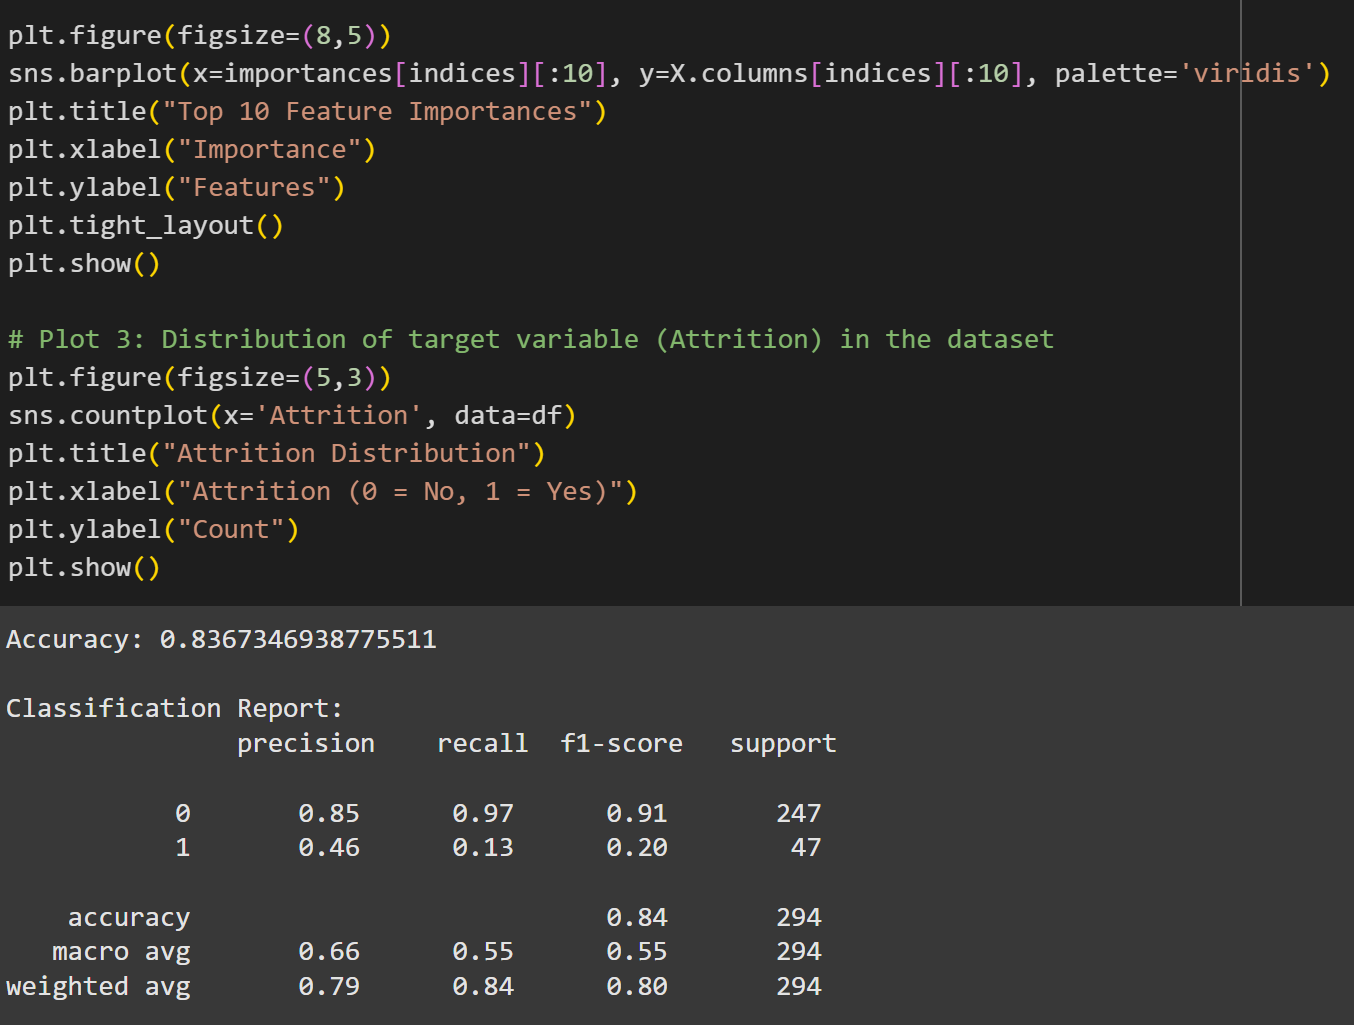 plt.figure(figsize=(8,5))
sns.barplot(x=importances[indices][:10], y=X.columns[indices][:10], palette='viridis')
plt.title("Top 10 Feature Importances")
plt.xlabel("Importance")
plt.ylabel("Features")
plt.tight_layout()
plt.show()

# Plot 3: Distribution of target variable (Attrition) in the dataset
plt.figure(figsize=(5,3))
sns.countplot(x='Attrition', data=df)
plt.title("Attrition Distribution")
plt.xlabel("Attrition (0 = No, 1 = Yes)")
plt.ylabel("Count")
plt.show()

Accuracy: 0.8367346938775511

Classification Report:
precision recall f1-score support

0 0.85 0.97 0.91 247
1 0.46 0.13 0.20 47

accuracy 0.84 294
macro avg 0.66 0.55 0.55 294
weighted avg 0.79 0.84 0.80 294